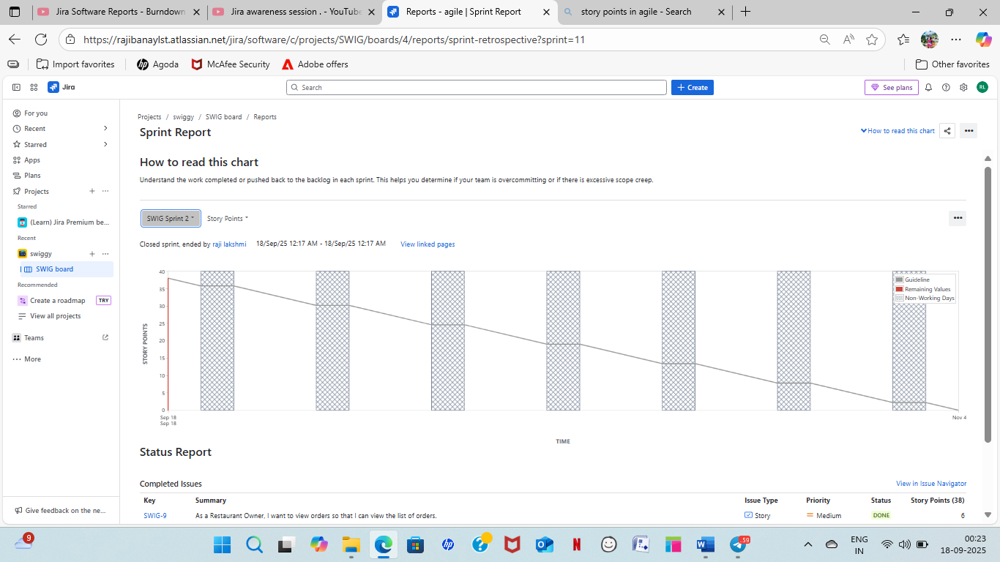 Jira Software Reports - Burndown
Jira awareness session . - YouTube
Reports - agile | Sprint Report
story points in agile - Search
https://rajibanaylst.atlassian.net/jira/software/c/projects/SWIG/boards/4/reports/sprint-retrospective?sprint=11
Import favorites
Agoda
McAfee Security
Adobe offers
Other favorites
Jira
Search
+ Create
See plans
RL
For you
Recent
Starred
Apps
Plans
Projects
Starred
(Learn) Jira Premium be...
Recent
swiggy
SWIG board
Recommended
Create a roadmap TRY
View all projects
Teams
More
Give feedback on the ne...
Projects / swiggy / SWIG board / Reports
Sprint Report
How to read this chart
How to read this chart
Understand the work completed or pushed back to the backlog in each sprint. This helps you determine if your team is overcommitting or if there is excessive scope creep.
SWIG Sprint 2
Story Points
Closed sprint, ended by raji lakshmi 18/Sep/25 12:17 AM - 18/Sep/25 12:17 AM View linked pages
STORY POINTS
40
35
30
25
20
15
10
5
0
Guideline
Remaining Values
Non-Working Days
Sep 18
Sep 18
Nov 4
TIME
Status Report
Completed Issues
View in Issue Navigator
Key Summary Issue Type Priority Status Story Points (38)
SWIG-9 As a Restaurant Owner, I want to view orders so that I can view the list of orders. Story Medium DONE 6
9
hp
N
59
ENG
IN
00:23
18-09-2025